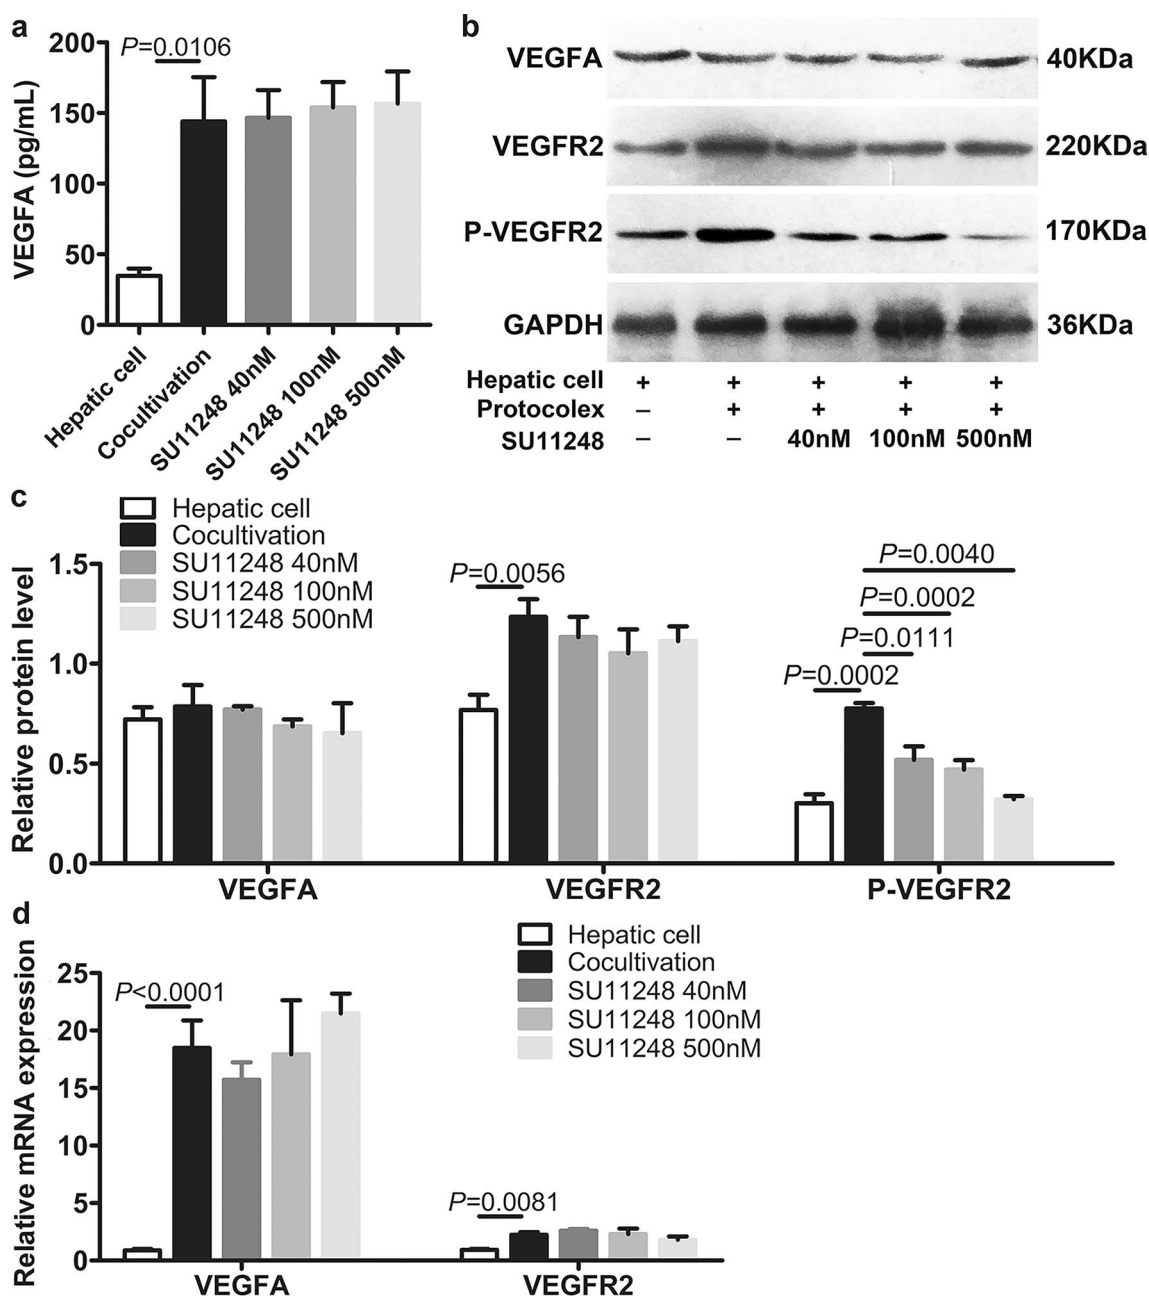 a
VEGFA (pg/mL)
200
150
100
50
0
P=0.0106
Hepatic cell
Cocultivation
SU11248 40nM
SU11248 100nM
SU11248 500nM
b
VEGFA 40KDa
VEGFR2 220KDa
P-VEGFR2 170KDa
GAPDH 36KDa
Hepatic cell + + + + +
Protocolex – + + + +
SU11248 – – 40nM 100nM 500nM
c
Hepatic cell
Cocultivation
SU11248 40nM
SU11248 100nM
SU11248 500nM
Relative protein level
1.5
1.0
0.5
0.0
P=0.0056
P=0.0040
P=0.0002
P=0.0111
P=0.0002
VEGFA VEGFR2 P-VEGFR2
d
Hepatic cell
Cocultivation
SU11248 40nM
SU11248 100nM
SU11248 500nM
Relative mRNA expression
25
20
15
10
5
0
P<0.0001
P=0.0081
VEGFA VEGFR2